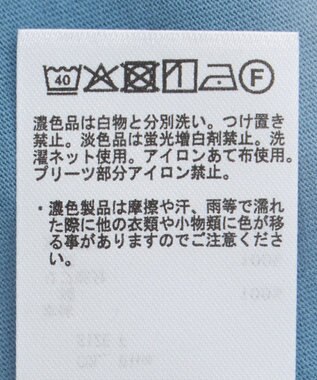 40 F
濃色品は白物と分別洗い。つけ置き
禁止。淡色品は蛍光増白剤禁止。洗
濯ネット使用。アイロンあて布使用。
プリーツ部分アイロン禁止。
・濃色製品は摩擦や汗、雨等で濡れ
た際に他の衣類や小物類に色が移
る事がありますのでご注意くださ
い。